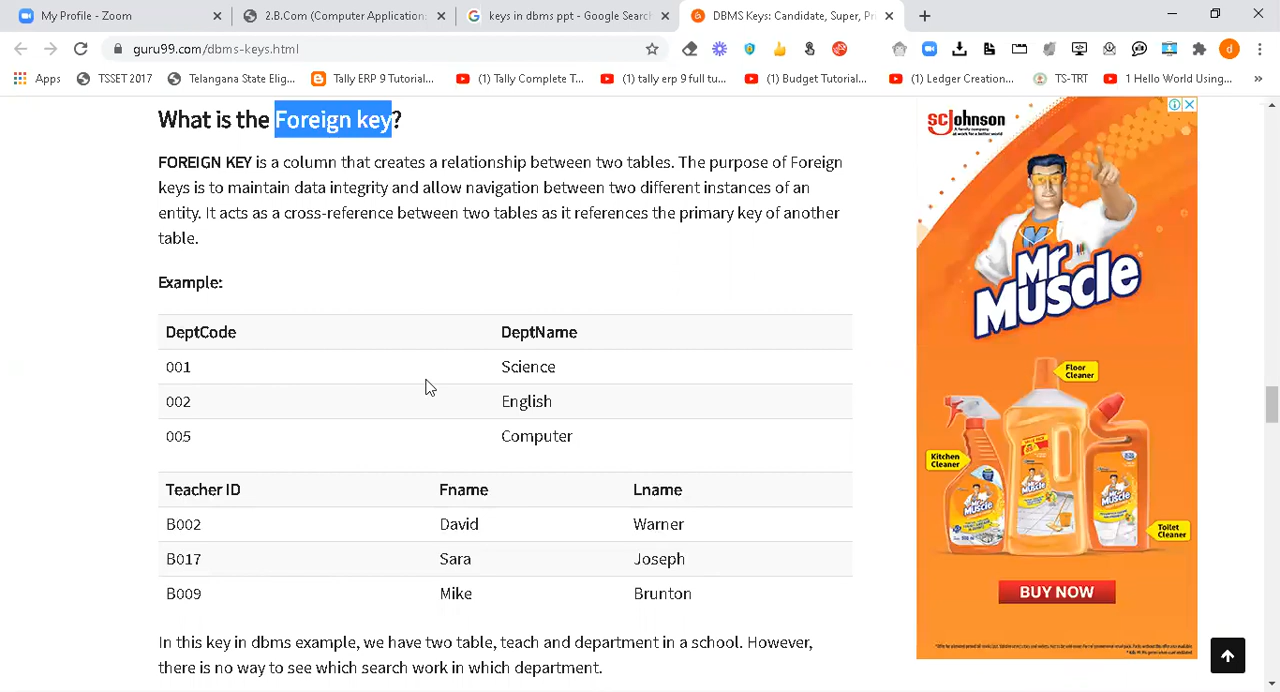 My Profile - Zoom
2.B.Com (Computer Application:
key in dbms ppt - Google Search
DBMS Keys: Candidate, Super, Pri
guru99.com/dbms-keys.html
d
Apps
TSSET 2017
Telangana State Elig...
Tally ERP 9 Tutorial...
(1) Tally Complete T...
(1) tally erp 9 full tu...
(1) Budget Tutorial...
(1) Ledger Creation...
TS-TRT
1 Hello World Using...
»
What is the Foreign key?
FOREIGN KEY is a column that creates a relationship between two tables. The purpose of Foreign
keys is to maintain data integrity and allow navigation between two different instances of an
entity. It acts as a cross-reference between two tables as it references the primary key of another
table.
Example:
DeptCode DeptName
001 Science
002 English
005 Computer
Teacher ID Fname Lname
B002 David Warner
B017 Sara Joseph
B009 Mike Brunton
In this key in dbms example, we have two table, teach and department in a school. However,
there is no way to see which search work in which department.
scJohnson
Mr
Muscle
Floor
Cleaner
Kitchen
Cleaner
Toilet
Cleaner
BUY NOW